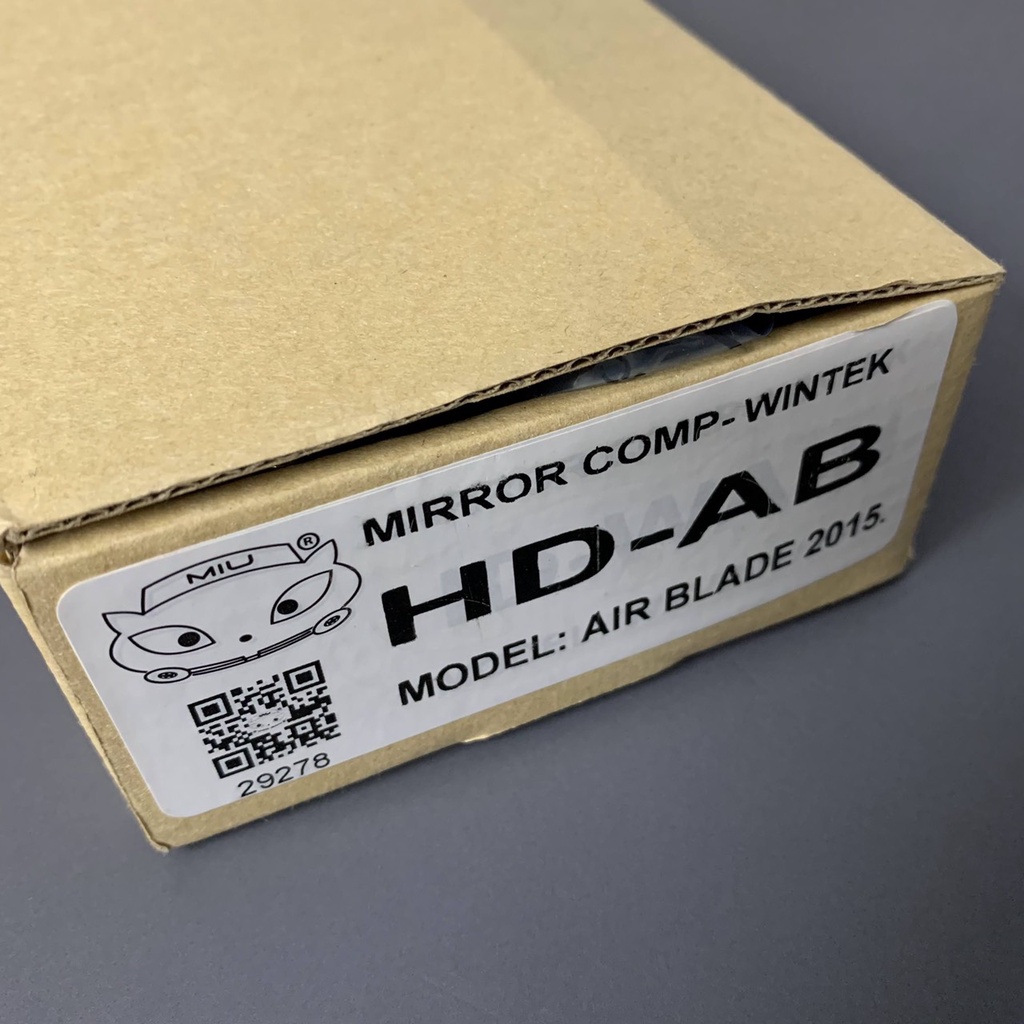 MIRROR COMP- WINTEK
HD-AB
MODEL: AIR BLADE 2015.
MIU ®
29278